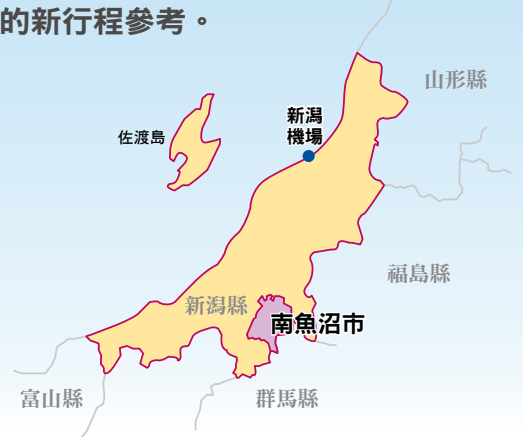 的新行程參考。
山形縣
新潟
機場
佐渡島
福島縣
新潟縣
南魚沼市
富山縣
群馬縣